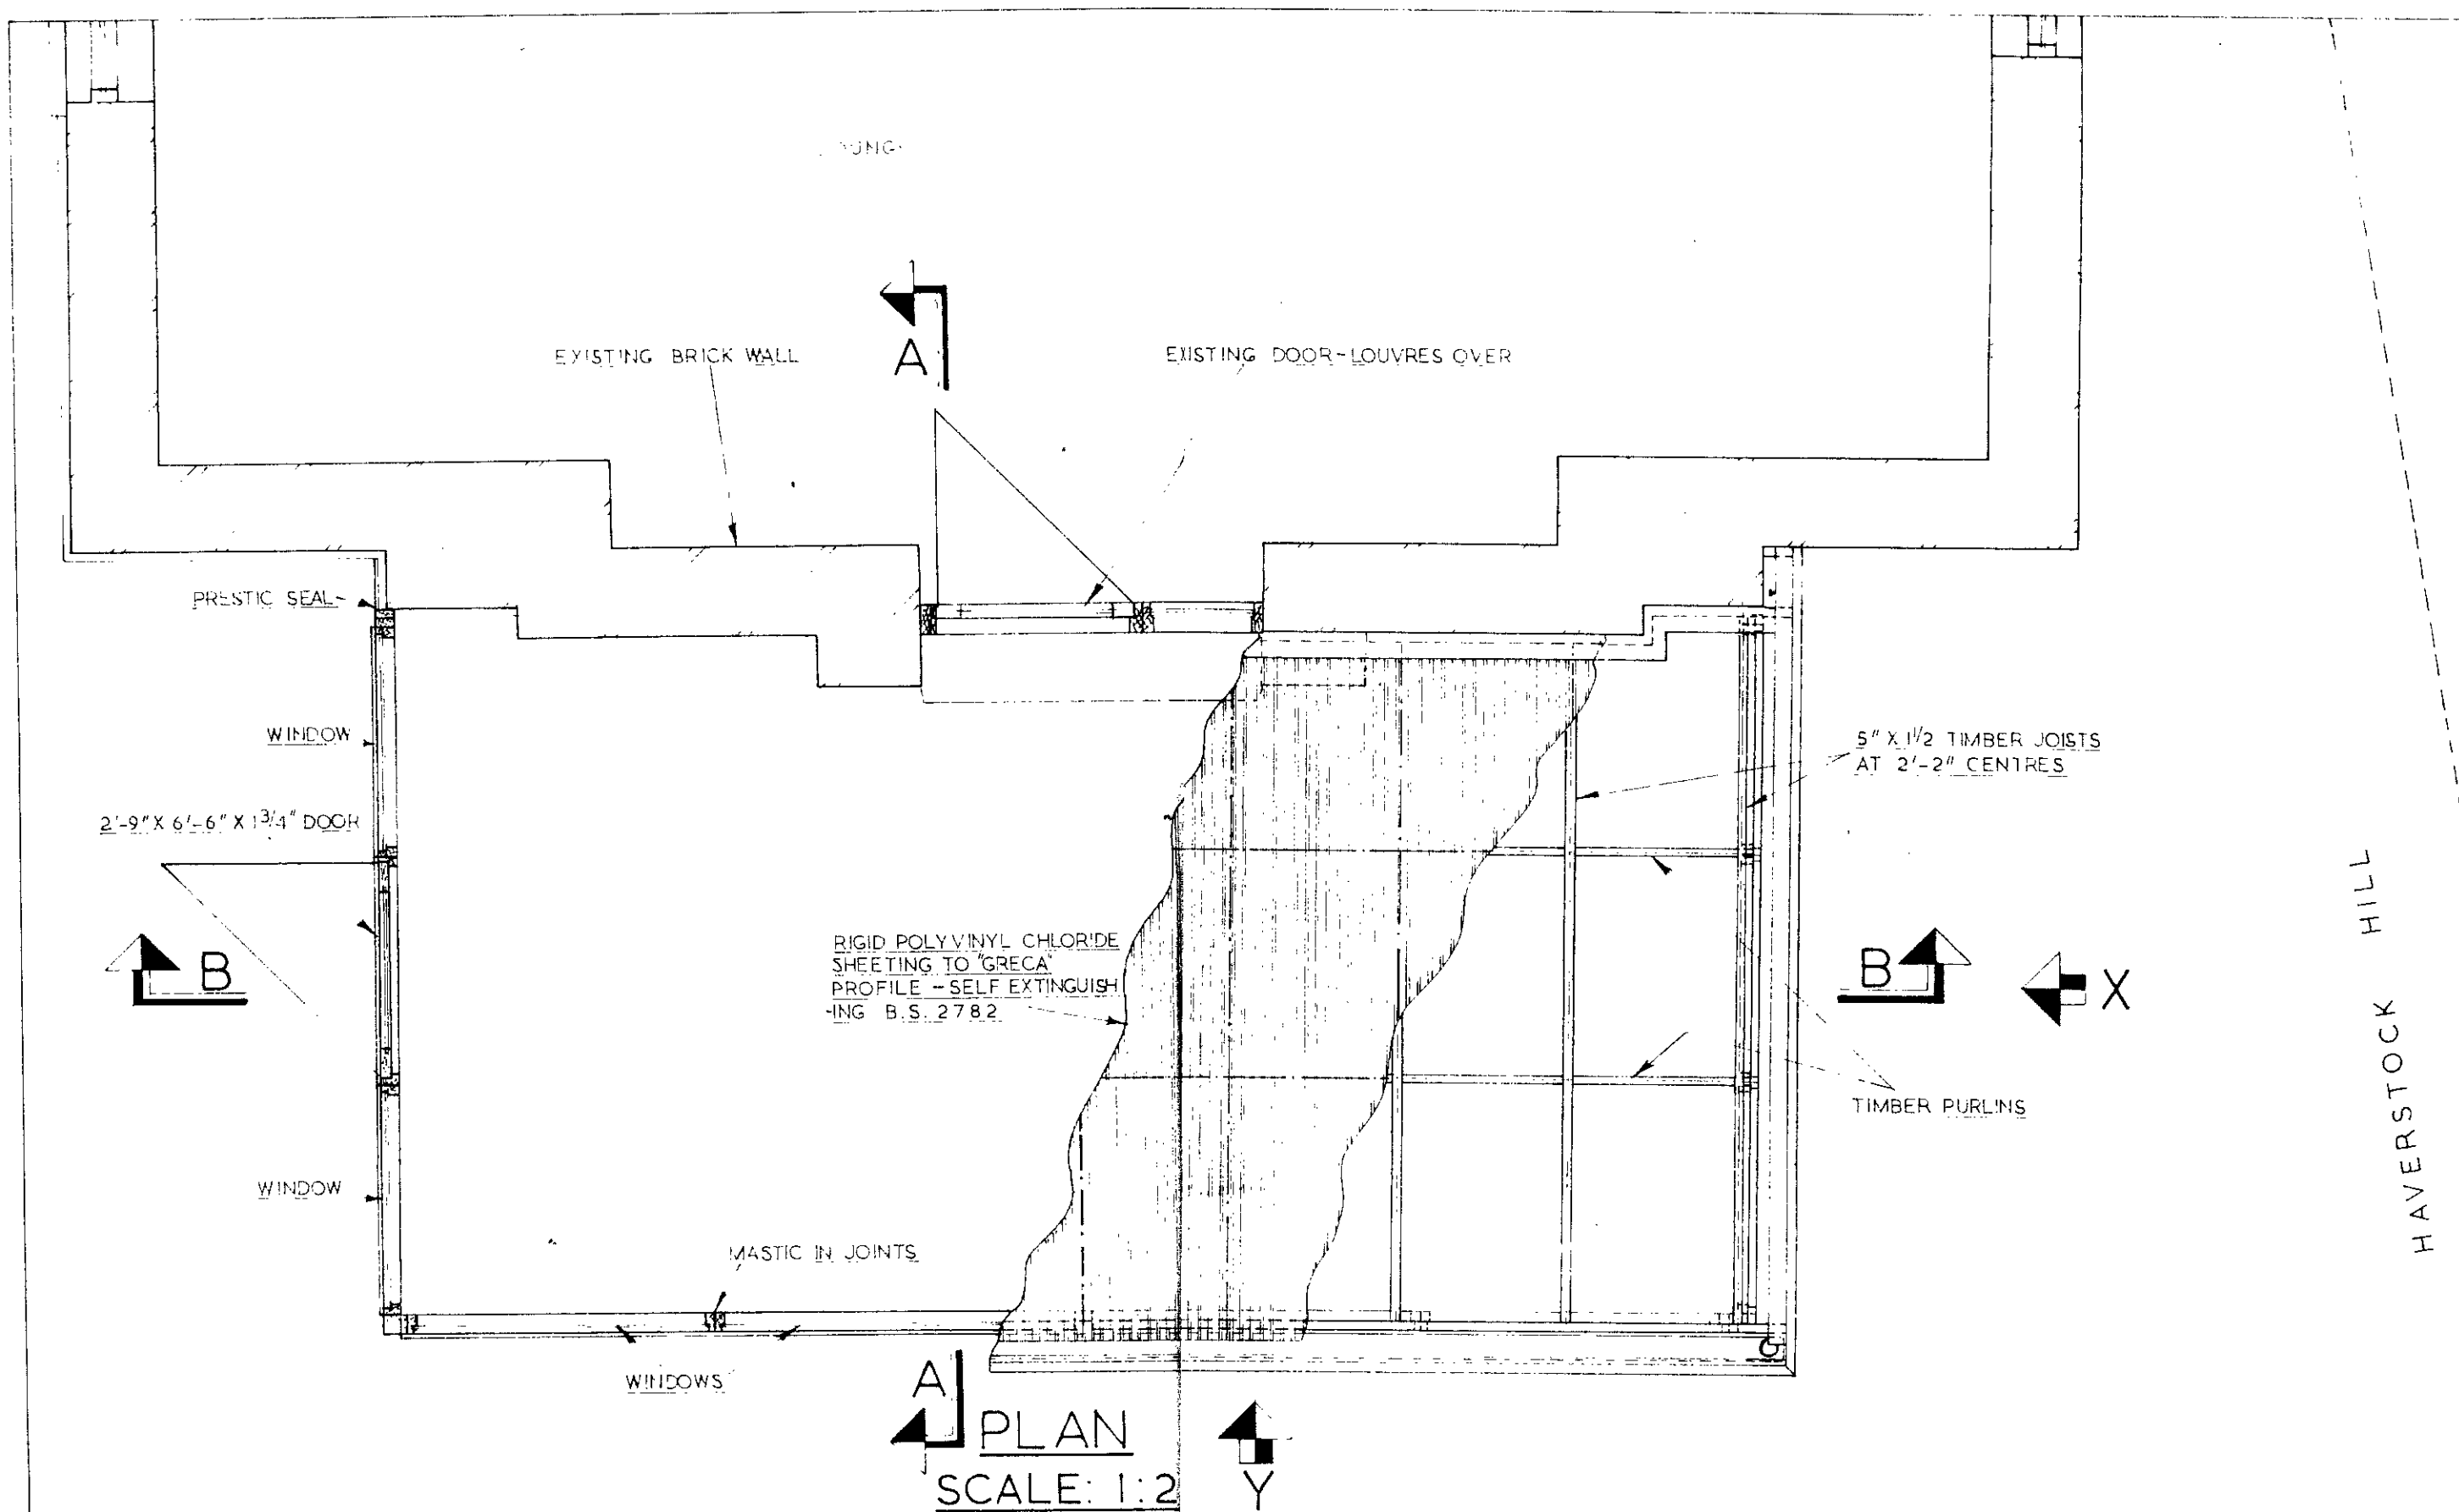 A
EXISTING BRICK WALL
EXISTING DOOR-LOUVRES OVER
PRESTIC SEAL-
WINDOW
5" X 1 1/2 TIMBER JOISTS
AT 2'-2" CENTRES
2'-9" X 6'-6" X 1 3/4" DOOR
B
RIGID POLYVINYL CHLORIDE
SHEETING TO "GRECA"
PROFILE - SELF EXTINGUISH
-ING B.S. 2782
B
X
HAVERSTOCK HILL
TIMBER PURLINS
WINDOW
MASTIC IN JOINTS
WINDOWS
A
PLAN
SCALE: 1:2
Y